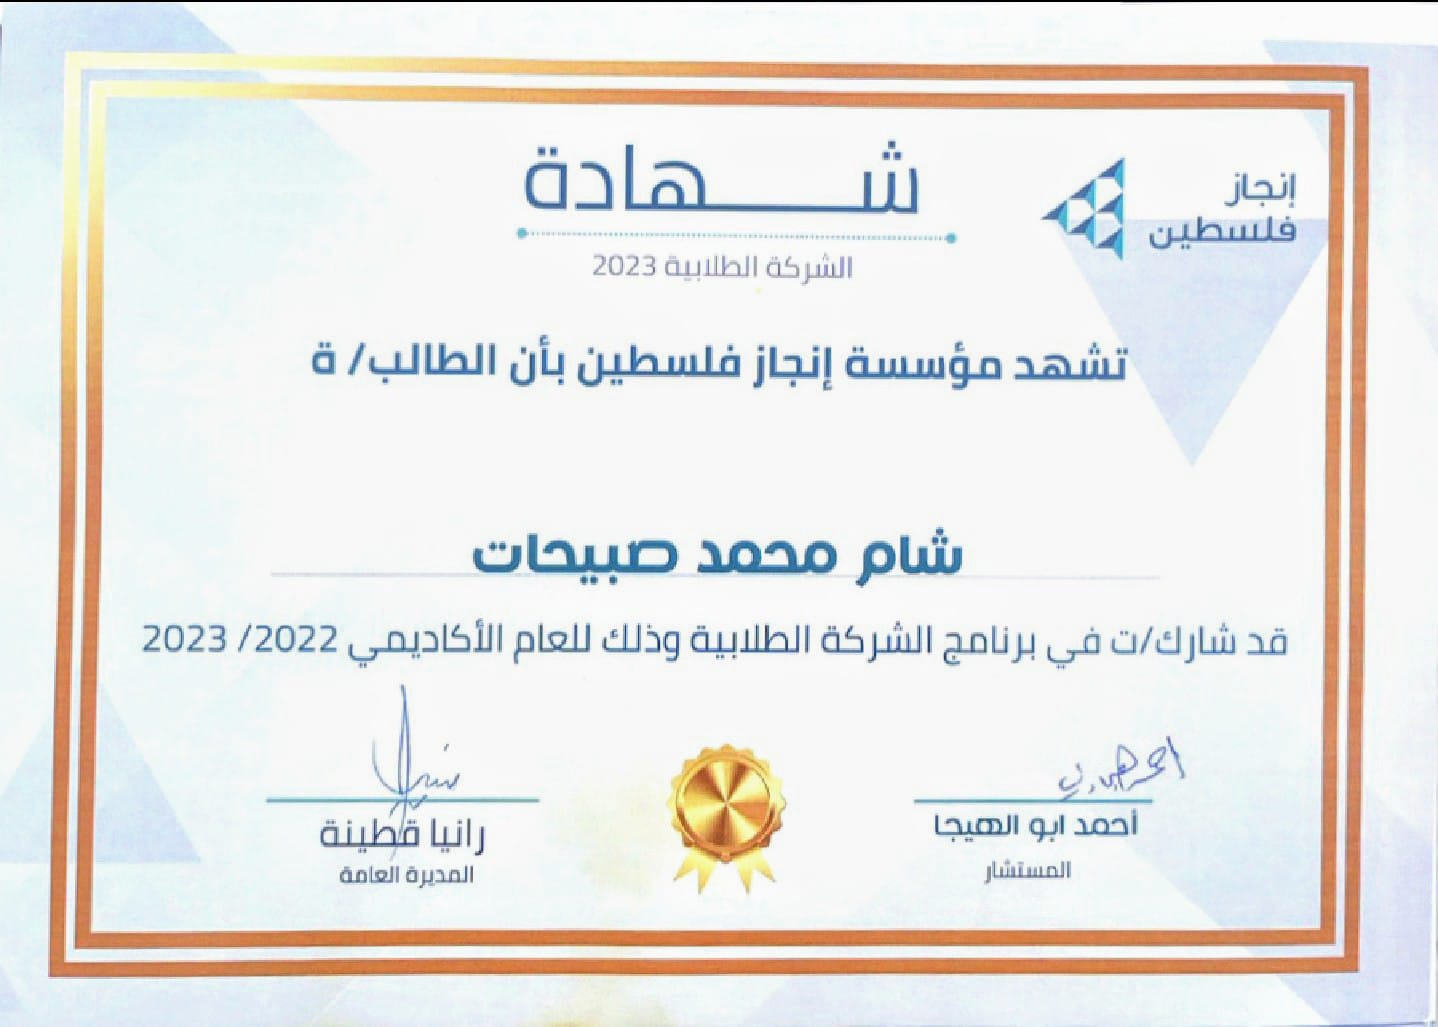 إنجاز
فلسطين
شـــهادة
الشركة الطلابية 2023
تشهد مؤسسة إنجاز فلسطين بأن الطالب/ ة
شام محمد صبيحات
قد شارك/ت في برنامج الشركة الطلابية وذلك للعام الأكاديمي 2022/ 2023
أحمد ابو الهيجا
المستشار
رانيا قطينة
المديرة العامة